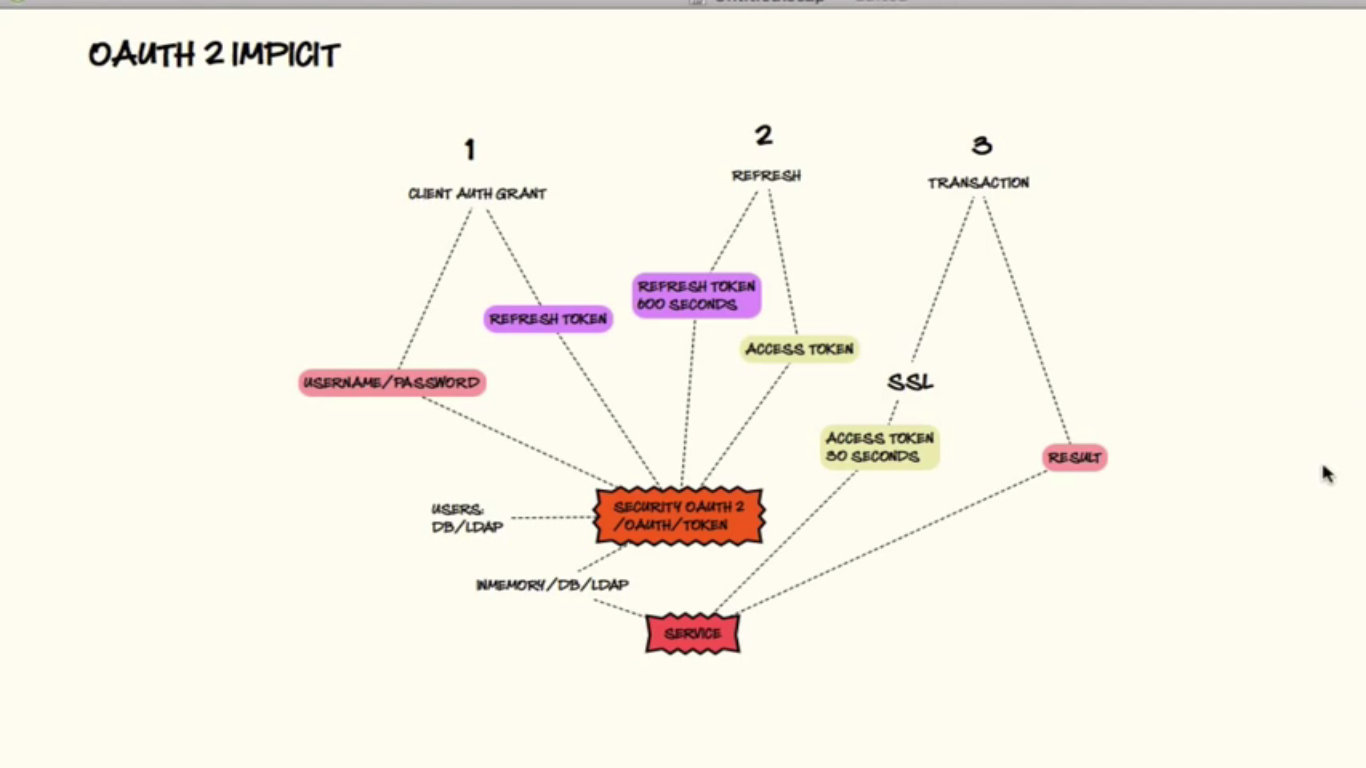 OAUTH 2 IMPICIT
1
2
3
CLIENT AUTH GRANT
REFRESH
TRANSACTION
REFRESH TOKEN
600 SECONDS
REFRESH TOKEN
ACCESS TOKEN
USERNAME/PASSWORD
SSL
ACCESS TOKEN
30 SECONDS
RESULT
SECURITY OAUTH 2
/OAUTH/TOKEN
USERS:
DB/LDAP
INMEMORY/DB/LDAP
SERVICE